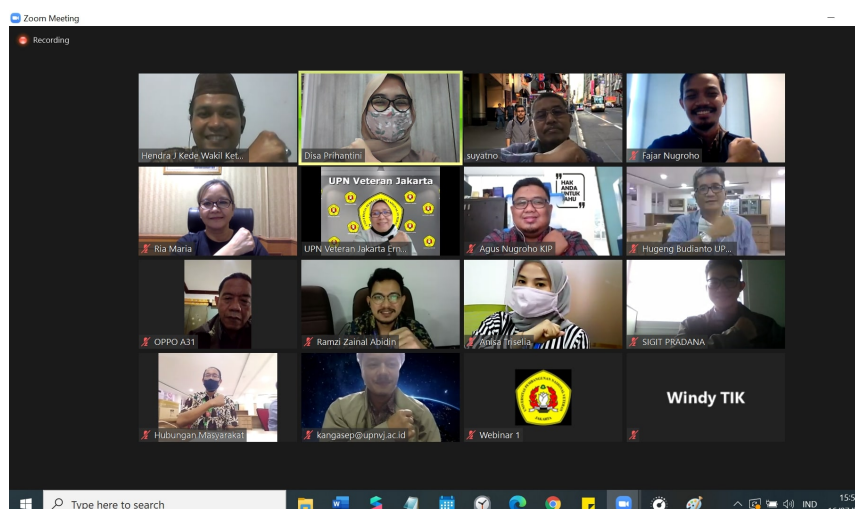 Zoom Meeting
Recording
Hendra J Kede Wakil Ket...
Disa Prihantini
suyatno
Fajar Nugroho
UPN Veteran Jakarta
HAK
ANDA
UNTUK
TAHU
Ria Maria
UPN Veteran Jakarta Ern...
Agus Nugroho KIP
Hugeng Budianto UP...
OPPO A31
Ramzi Zainal Abidin
Anisa Triselia
SIGIT PRADANA
Windy TIK
Hubungan Masyarakat
kangasep@upnvj.ac.id
Webinar 1
Type here to search
IND
15:5